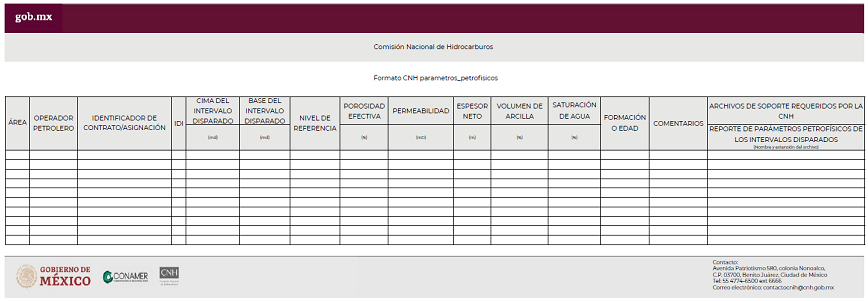 gob.mx
Comisión Nacional de Hidrocarburos
Formato CNH parametros_petrofisicos
ÁREA
OPERADOR
PETROLERO
IDENTIFICADOR DE
CONTRATO/ASIGNACIÓN
IDI
CIMA DEL
INTERVALO
DISPARADO
(md)
BASE DEL
INTERVALO
DISPARADO
(md)
NIVEL DE
REFERENCIA
POROSIDAD
EFECTIVA
(%)
PERMEABILIDAD
(mD)
ESPESOR
NETO
(m)
VOLUMEN DE
ARCILLA
(%)
SATURACIÓN
DE AGUA
(%)
FORMACIÓN
O EDAD
COMENTARIOS
ARCHIVOS DE SOPORTE REQUERIDOS POR LA
CNH
REPORTE DE PARÁMETROS PETROFÍSICOS DE
LOS INTERVALOS DISPARADOS
(Nombre y extensión del archivo)
GOBIERNO DE
MÉXICO
CONAMER
CNH
Contacto:
Avenida Patriotismo 580, colonia Nonoalco,
C.P. 03700, Benito Juárez, Ciudad de México
Tel: 55 4774-6500 ext 6666
Correo electrónico: contactocnih@cnh.gob.mx